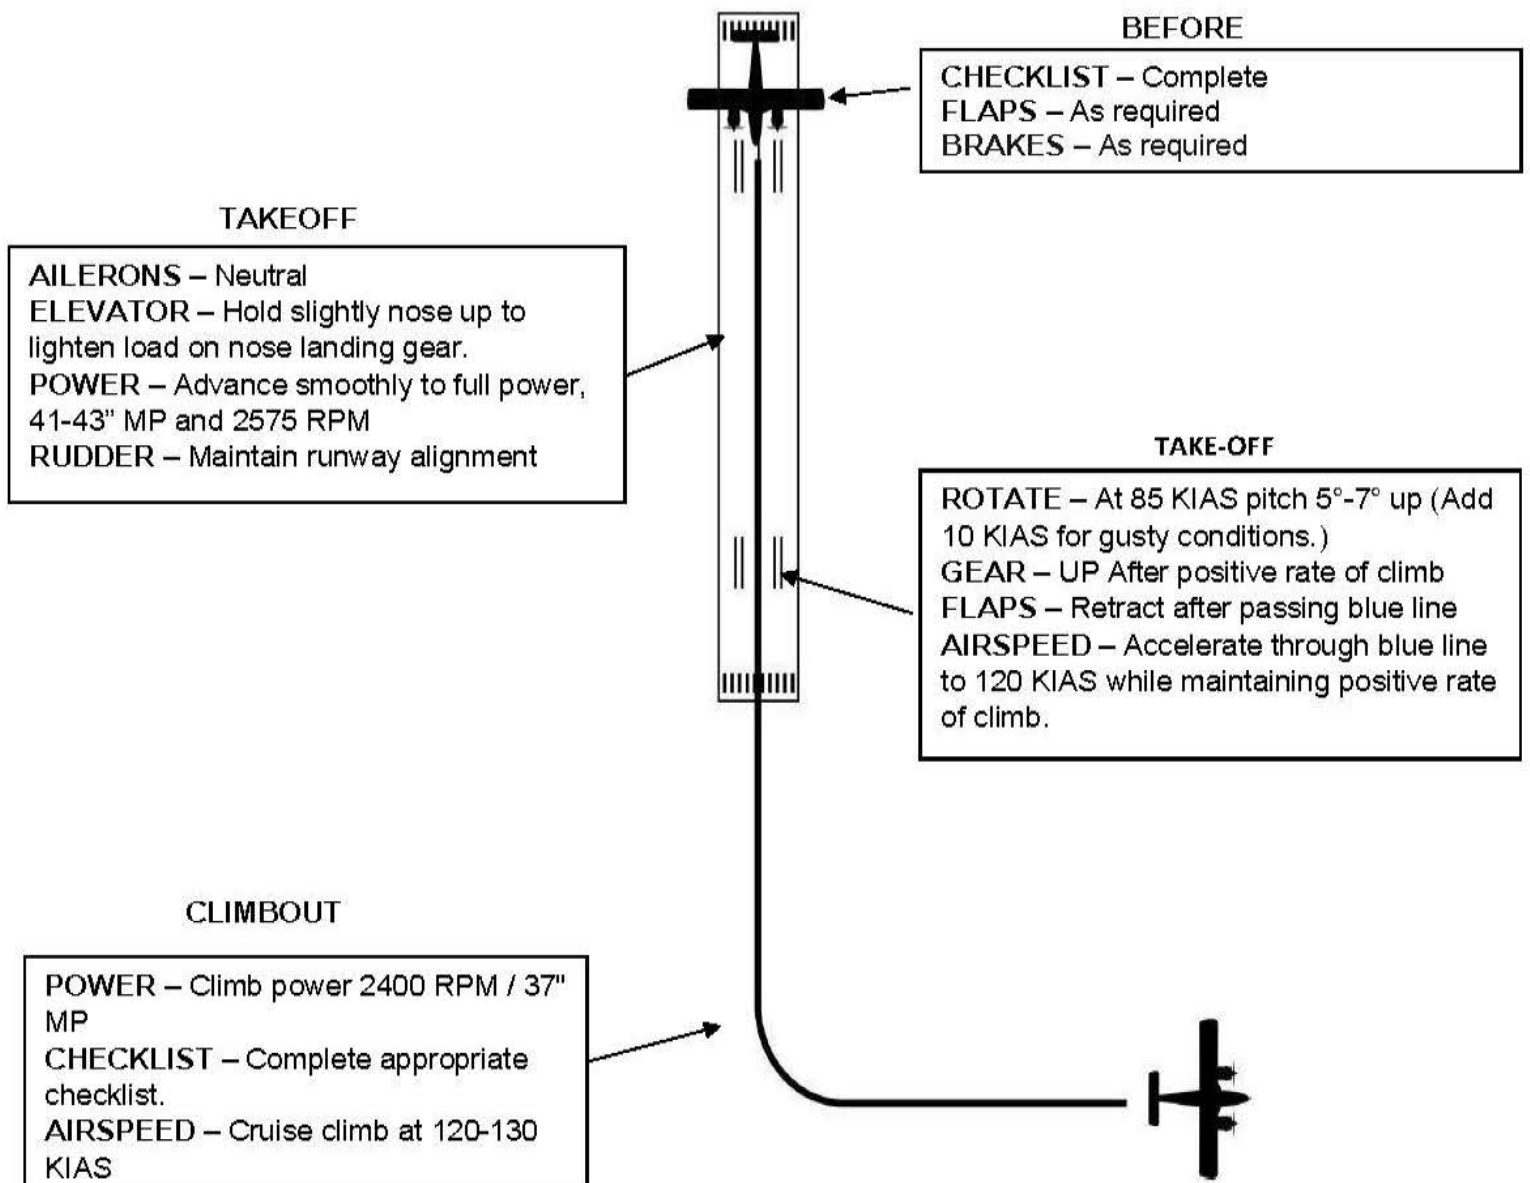 BEFORE
CHECKLIST – Complete
FLAPS – As required
BRAKES – As required
TAKEOFF
AILERONS – Neutral
ELEVATOR – Hold slightly nose up to
lighten load on nose landing gear.
POWER – Advance smoothly to full power,
41-43” MP and 2575 RPM
RUDDER – Maintain runway alignment
TAKE-OFF
ROTATE – At 85 KIAS pitch 5°-7° up (Add
10 KIAS for gusty conditions.)
GEAR – UP After positive rate of climb
FLAPS – Retract after passing blue line
AIRSPEED – Accelerate through blue line
to 120 KIAS while maintaining positive rate
of climb.
CLIMBOUT
POWER – Climb power 2400 RPM / 37"
MP
CHECKLIST – Complete appropriate
checklist.
AIRSPEED – Cruise climb at 120-130
KIAS